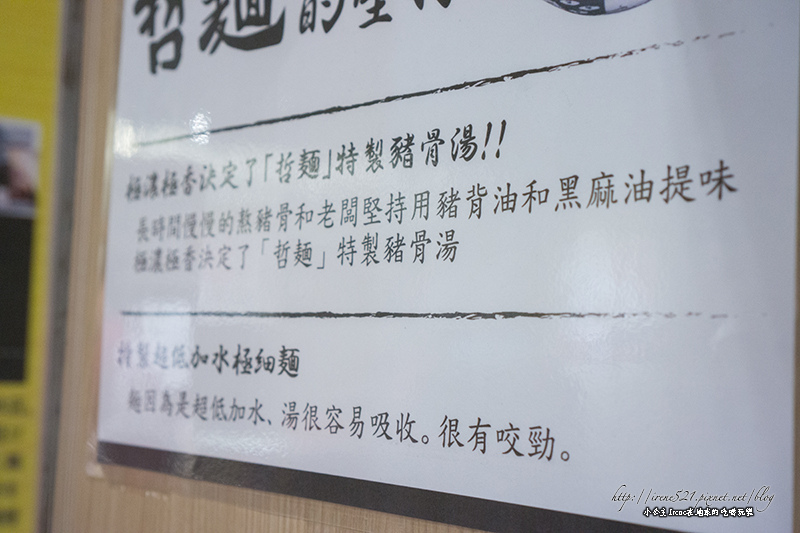 哲麵的堅持
極濃極香決定了「哲麵」特製豬骨湯!!
長時間慢慢的熬豬骨和老闆堅持用豬背油和黑麻油提味
極濃極香決定了「哲麵」特製豬骨湯
特製超低加水極細麵
麵因為是超低加水、湯很容易吸收。很有咬勁。
http://irene521.pixnet.net/blog